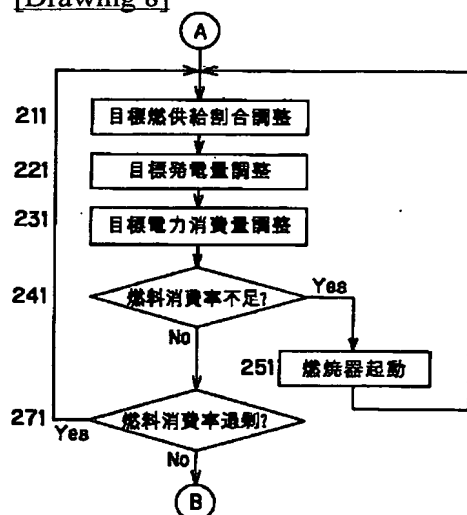 [Drawing 8]
A
211 目標燃供給割合調整
221 目標発電量調整
231 目標電力消費量調整
241 燃料消費率不足?
Yes
No
251 燃焼器起動
271 燃料消費率過剰?
Yes
No
B